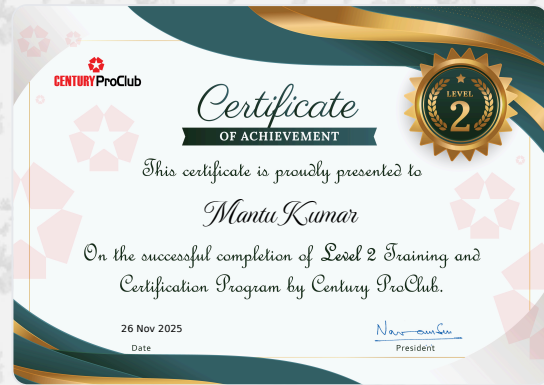 CENTURY ProClub
LEVEL
2
Certificate
OF ACHIEVEMENT
This certificate is proudly presented to
Mantu Kumar
On the successful completion of Level 2 Training and
Certification Program by Century ProClub.
26 Nov 2025
Date
President